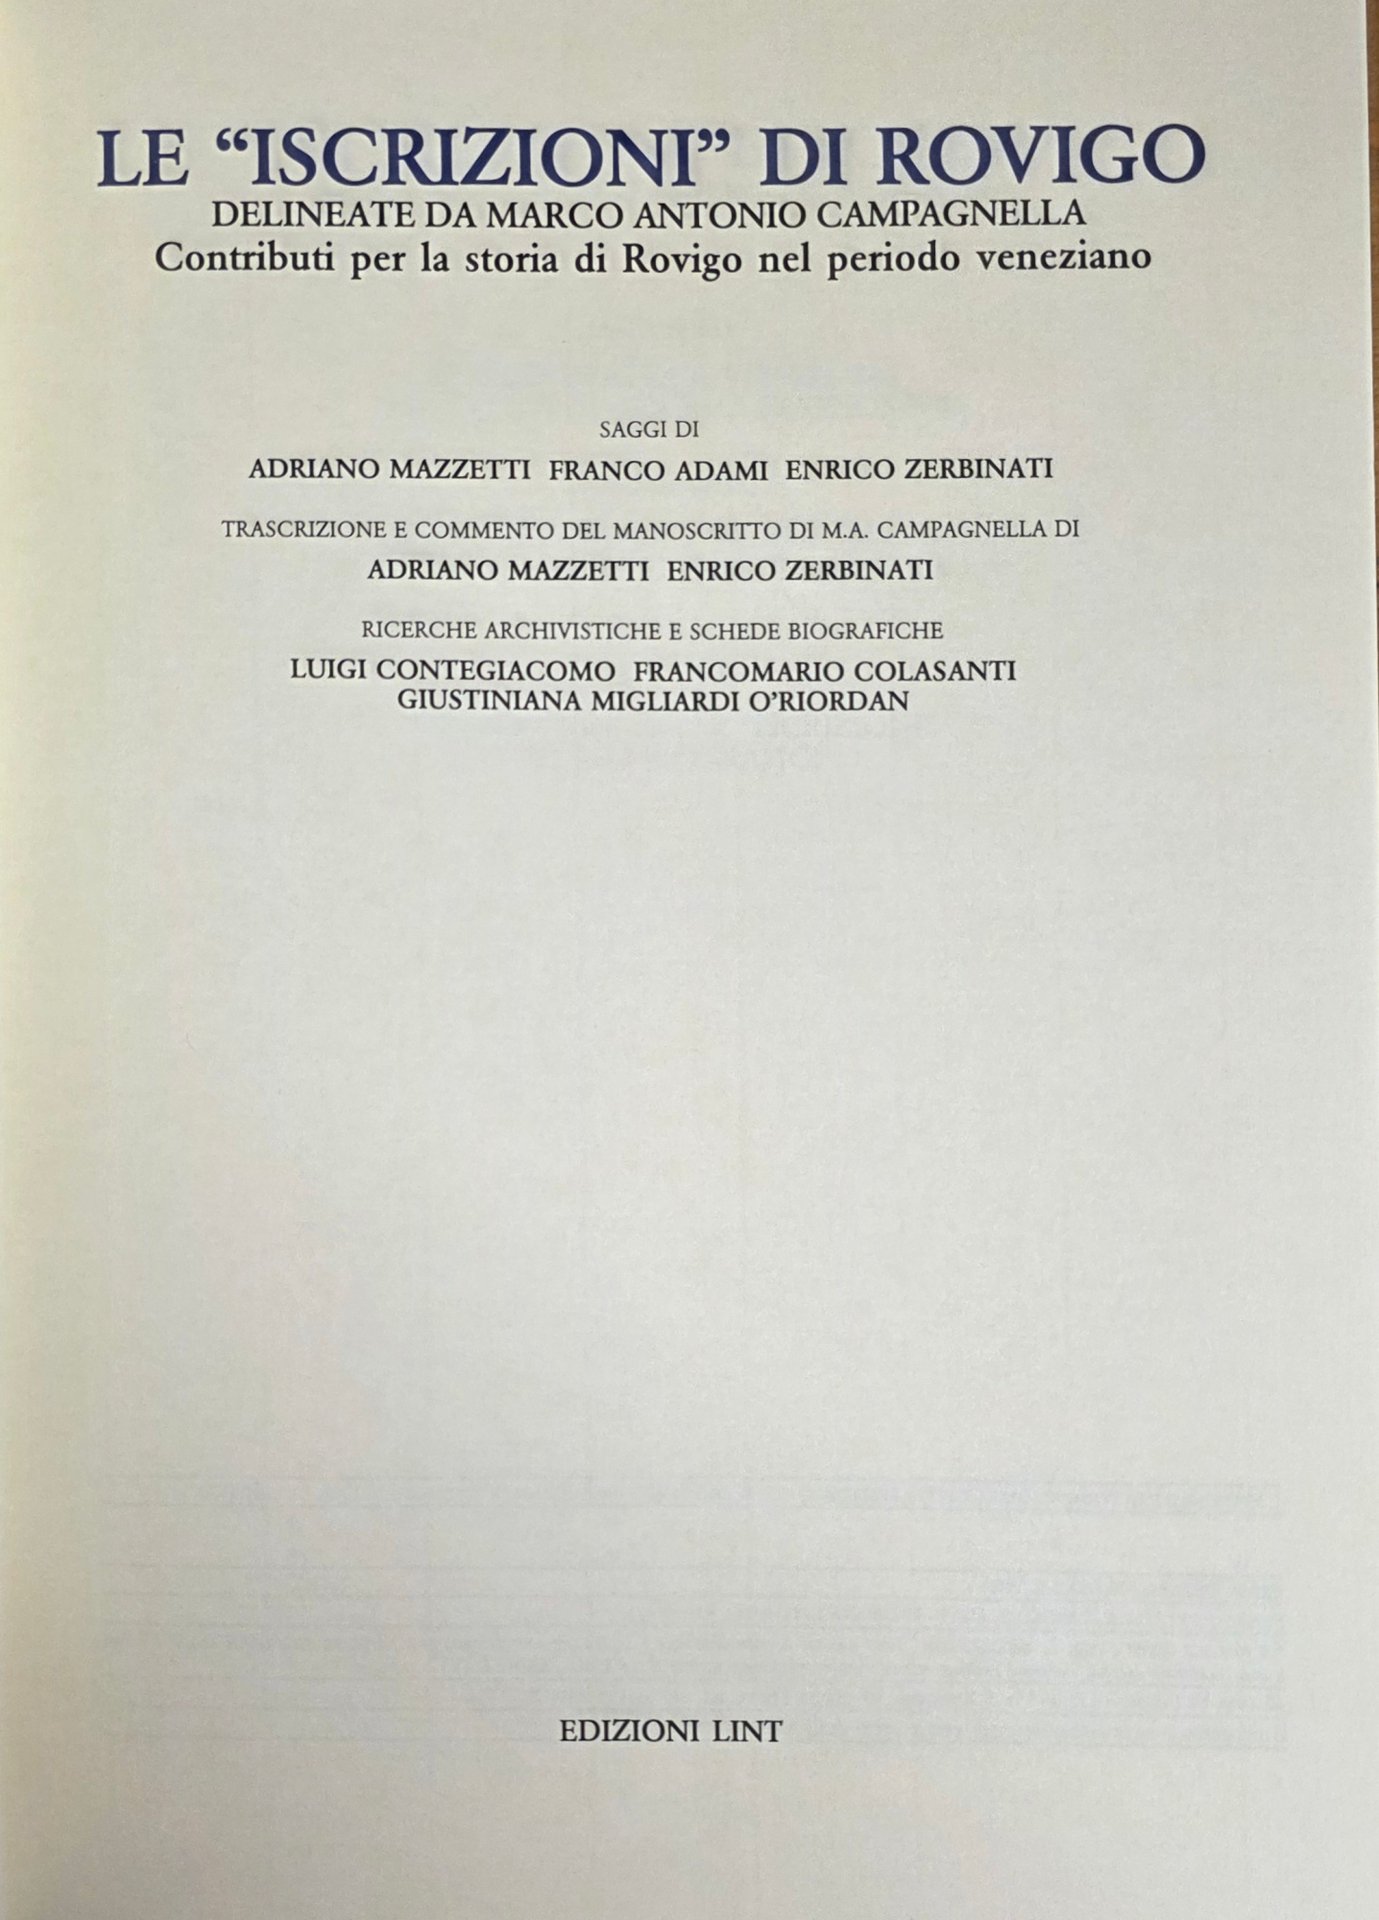 LE “ISCRIZIONI” DI ROVIGO
DELINEATE DA MARCO ANTONIO CAMPAGNELLA
Contributi per la storia di Rovigo nel periodo veneziano
SAGGI DI
ADRIANO MAZZETTI FRANCO ADAMI ENRICO ZERBINATI
TRASCRIZIONE E COMMENTO DEL MANOSCRITTO DI M.A. CAMPAGNELLA DI
ADRIANO MAZZETTI ENRICO ZERBINATI
RICERCHE ARCHIVISTICHE E SCHEDE BIOGRAFICHE
LUIGI CONTEGIACOMO FRANCOMARIO COLASANTI
GIUSTINIANA MIGLIARDI O’RIORDAN
EDIZIONI LINT